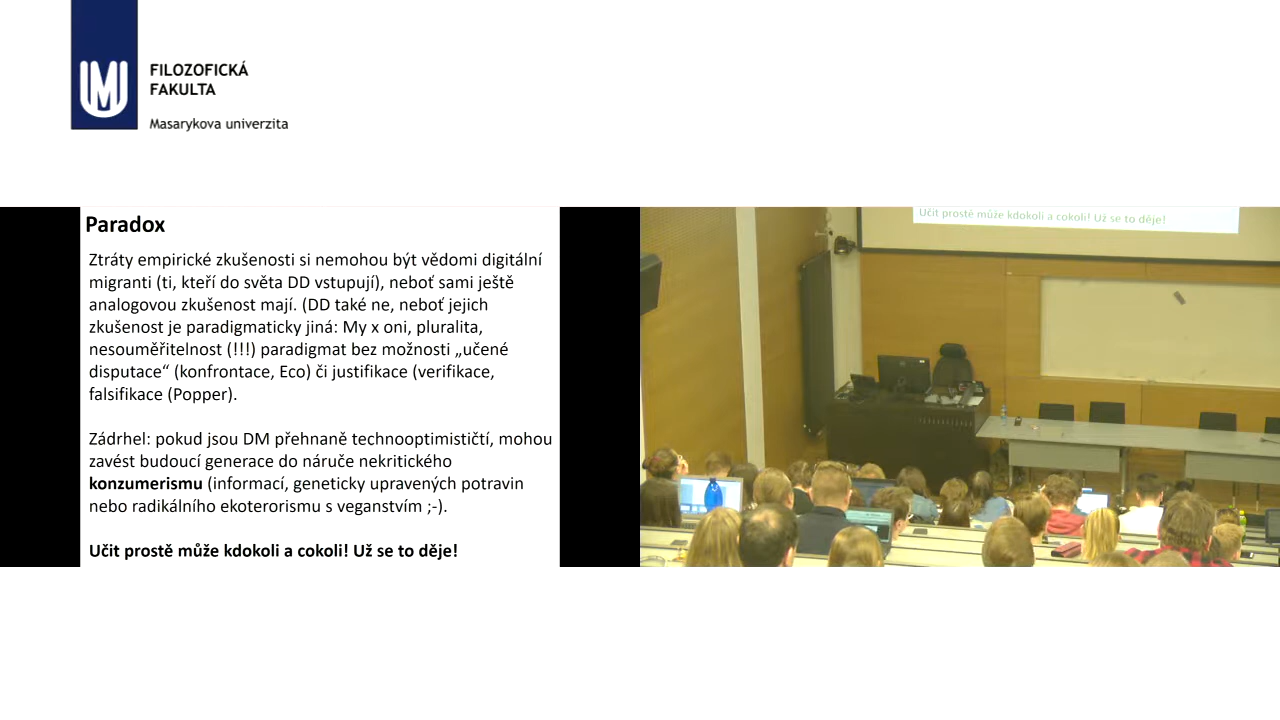 FILOZOFICKÁ
FAKULTA
Masarykova univerzita
Paradox
Ztráty empirické zkušenosti si nemohou být vědomi digitální
migranti (ti, kteří do světa DD vstupují), neboť sami ještě
analogovou zkušenost mají. (DD také ne, neboť jejich
zkušenost je paradigmaticky jiná: My x oni, pluralita,
nesouměřitelnost (!!!) paradigmat bez možnosti „učené
disputace“ (konfrontace, Eco) či justifikace (verifikace,
falsifikace (Popper).
Zádrhel: pokud jsou DM přehnaně technooptimističtí, mohou
zavést budoucí generace do náruče nekritického
konzumerismu (informací, geneticky upravených potravin
nebo radikálního ekoterorismu s veganstvím ;-).
Učit prostě může kdokoli a cokoli! Už se to děje!
Učit prostě může kdokoli a cokoli! Už se to děje!